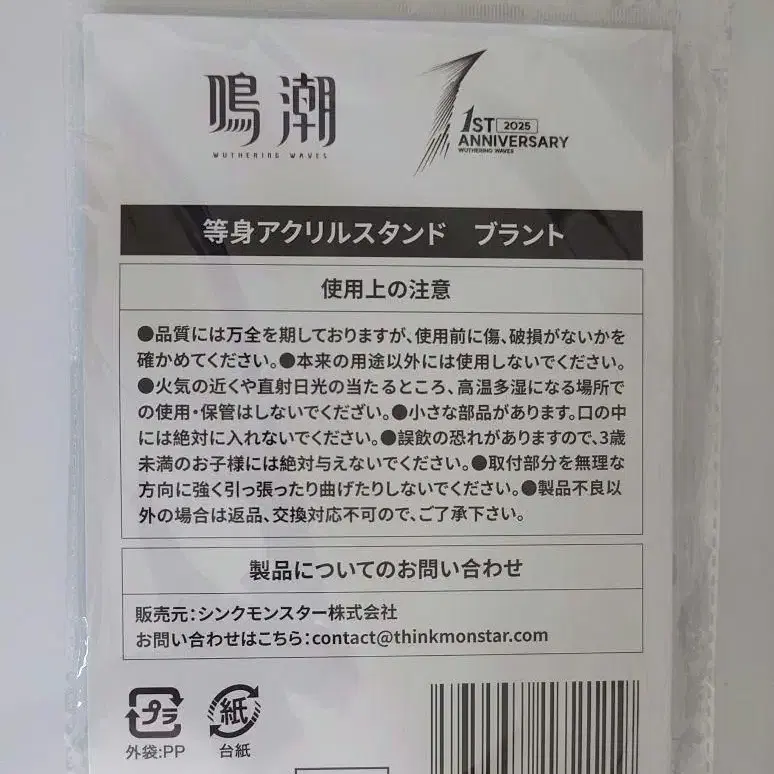 鳴潮
WUTHERING WAVES
1ST 2025
ANNIVERSARY
WUTHERING WAVES
等身アクリルスタンド　ブラント
使用上の注意
●品質には万全を期しておりますが、使用前に傷、破損がないかを
確かめてください。●本来の用途以外には使用しないでください。
●火気の近くや直射日光の当たるところ、高温多湿になる場所で
の使用・保管はしないでくださざい。●小さな部品があります。口の中
には絶対に入れないでください。●誤飲の恐れがありますので、3歳
未満のお子様には絶対与えないでください。●取付部分を無理な
方向に強く引っ張ったり曲げたりしないでください。●製品不良以
外の場合は返品、交換対応不可ので、ご了承下さい。
製品についてのお問い合わせ
販売元：シンクモンスター株式会社
お問い合わせはこちら：contact@thinkmonstar.com
プラ
紙
外袋:PP
台紙